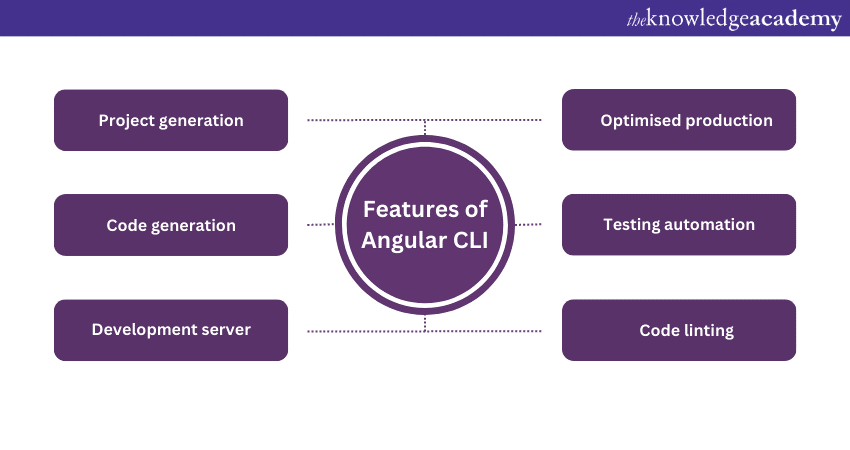 theknowledgeacademy
Project generation
Optimised production
Features of
Angular CLI
Code generation
Testing automation
Development server
Code linting